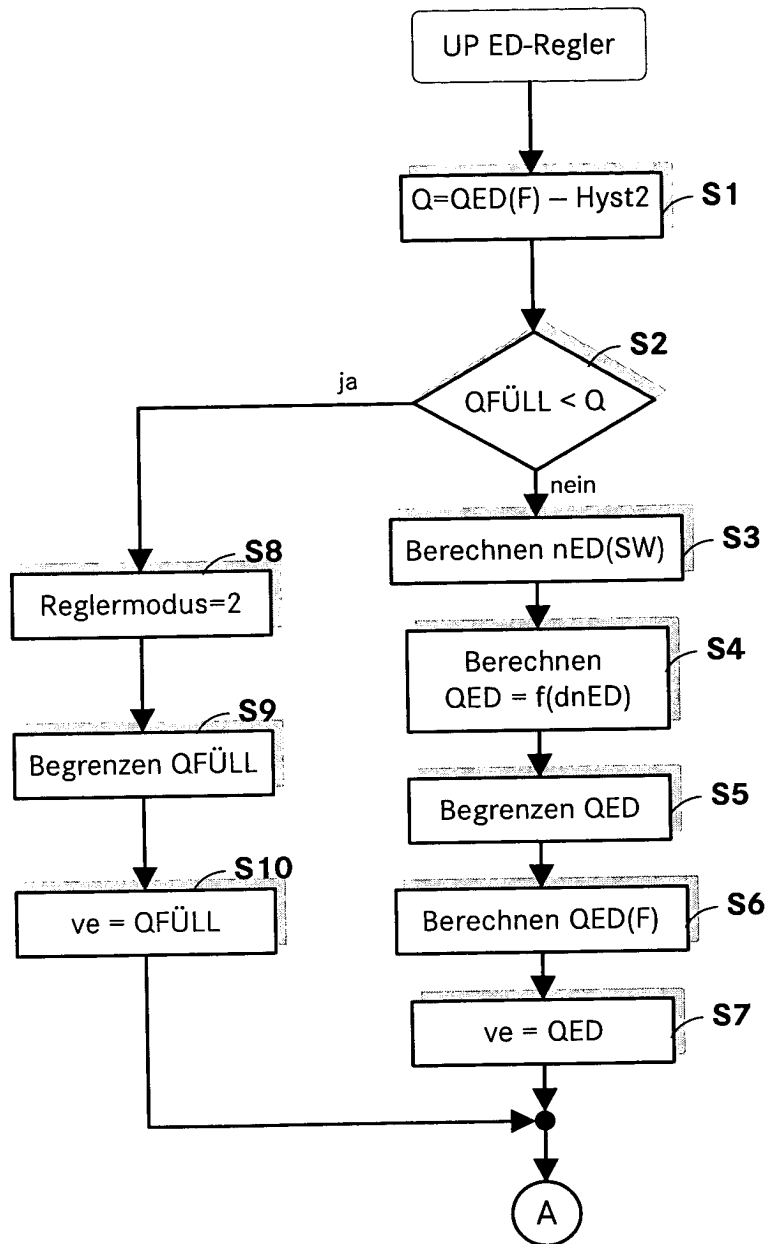 UP ED-Regler
Q=QED(F) – Hyst2
S1
S2
ja
QFÜLL < Q
nein
Berechnen nED(SW)
S3
S8
Reglermodus=2
Berechnen
QED = f(dnED)
S4
S9
Begrenzen QFÜLL
Begrenzen QED
S5
S10
ve = QFÜLL
Berechnen QED(F)
S6
ve = QED
S7
A